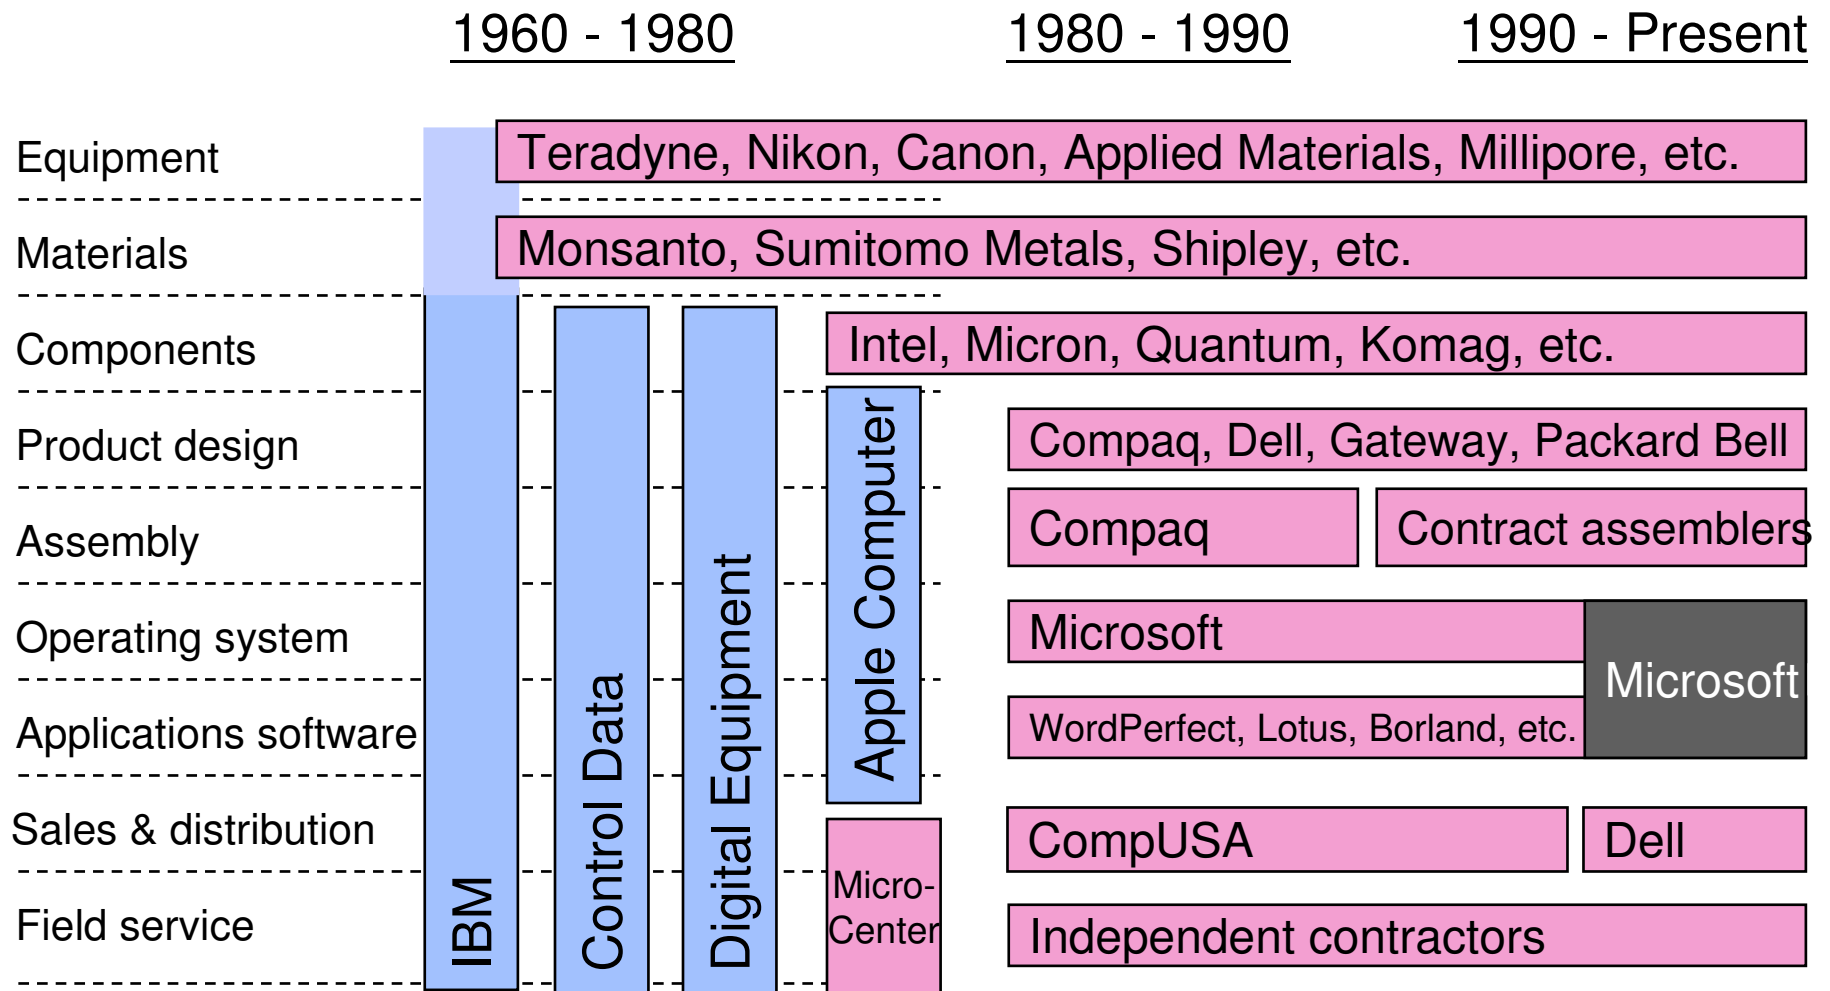 1960 - 1980
1980 - 1990
1990 - Present
Equipment
Teradyne, Nikon, Canon, Applied Materials, Millipore, etc.
Materials
Monsanto, Sumitomo Metals, Shipley, etc.
Components
Intel, Micron, Quantum, Komag, etc.
Product design
Compaq, Dell, Gateway, Packard Bell
Assembly
Compaq
Contract assemblers
Operating system
Microsoft
Microsoft
Applications software
WordPerfect, Lotus, Borland, etc.
Sales & distribution
CompUSA
Dell
Field service
Independent contractors
IBM
Control Data
Digital Equipment
Apple Computer
Micro-
Center